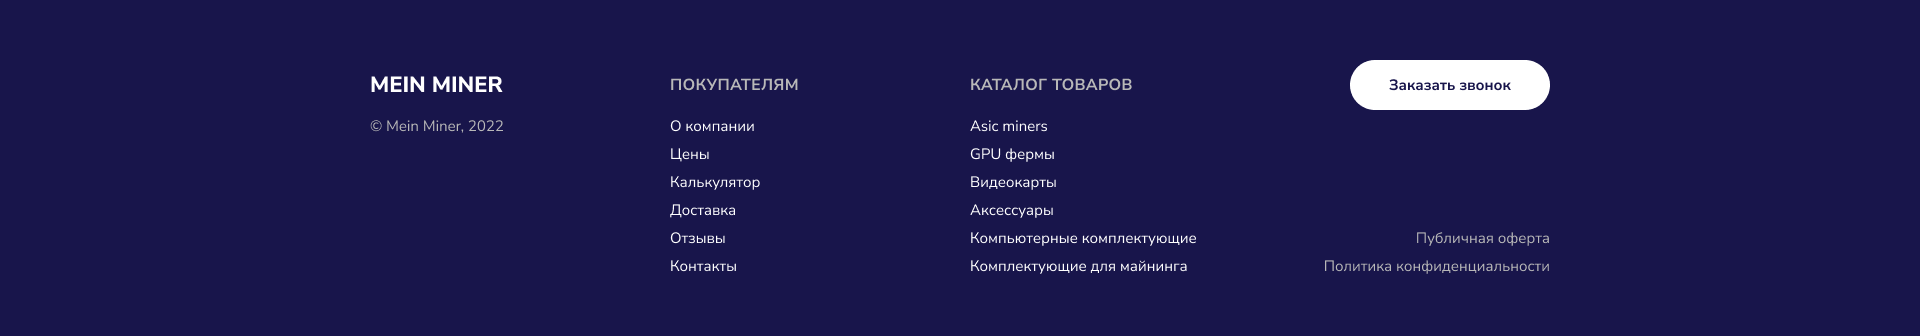 MEIN MINER
© Mein Miner, 2022
ПОКУПАТЕЛЯМ
О компании
Цены
Калькулятор
Доставка
Отзывы
Контакты
КАТАЛОГ ТОВАРОВ
Asic miners
GPU фермы
Видеокарты
Аксессуары
Компьютерные комплектующие
Комплектующие для майнинга
Заказать звонок
Публичная оферта
Политика конфиденциальности